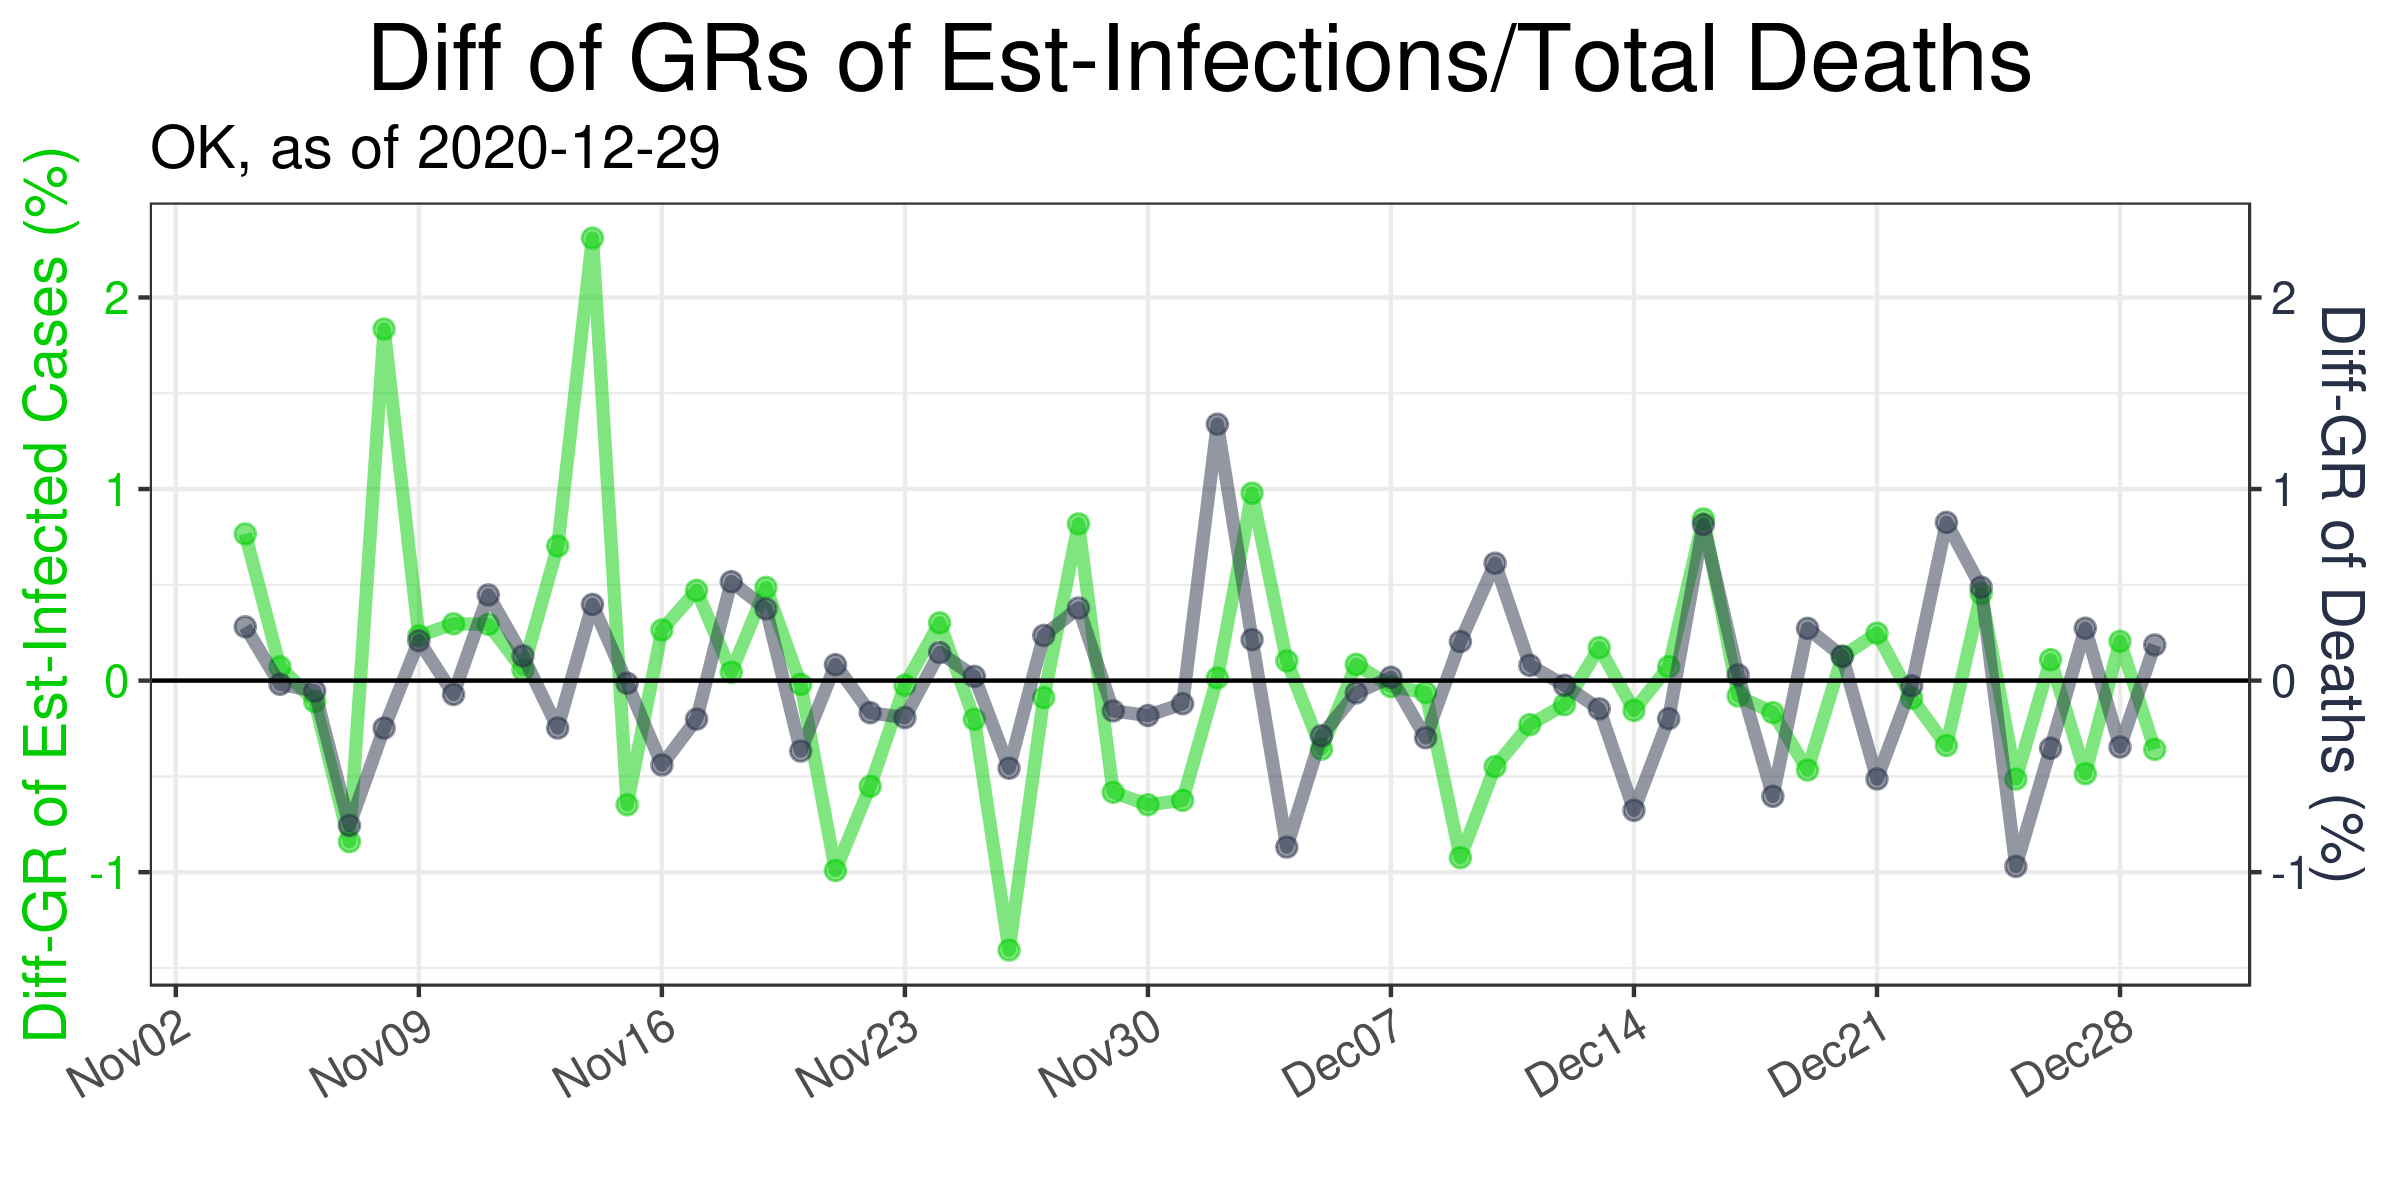 Diff of GRs of Est-Infections/Total Deaths
OK, as of 2020-12-29
Diff-GR of Est-Infected Cases (%)
2
1
0
-1
2
1
0
-1
Diff-GR of Deaths (%)
Nov02
Nov09
Nov16
Nov23
Nov30
Dec07
Dec14
Dec21
Dec28